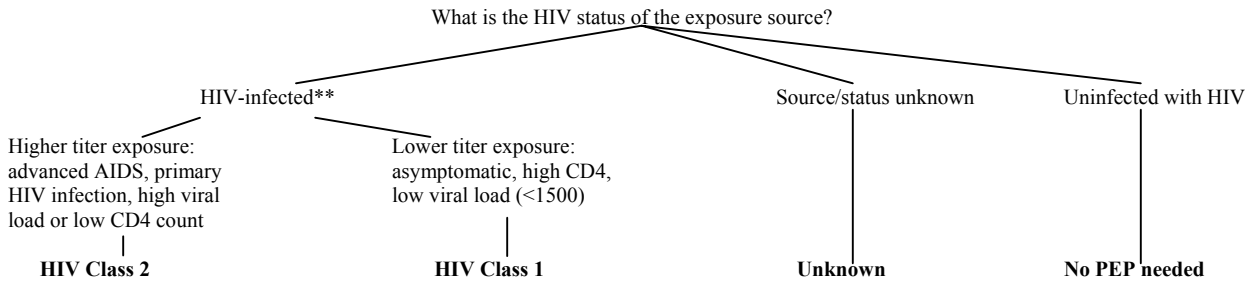 What is the HIV status of the exposure source?
HIV-infected**
Source/status unknown
Uninfected with HIV
Higher titer exposure:
advanced AIDS, primary
HIV infection, high viral
load or low CD4 count
Lower titer exposure:
asymptomatic, high CD4,
low viral load (<1500)
HIV Class 2
HIV Class 1
Unknown
No PEP needed